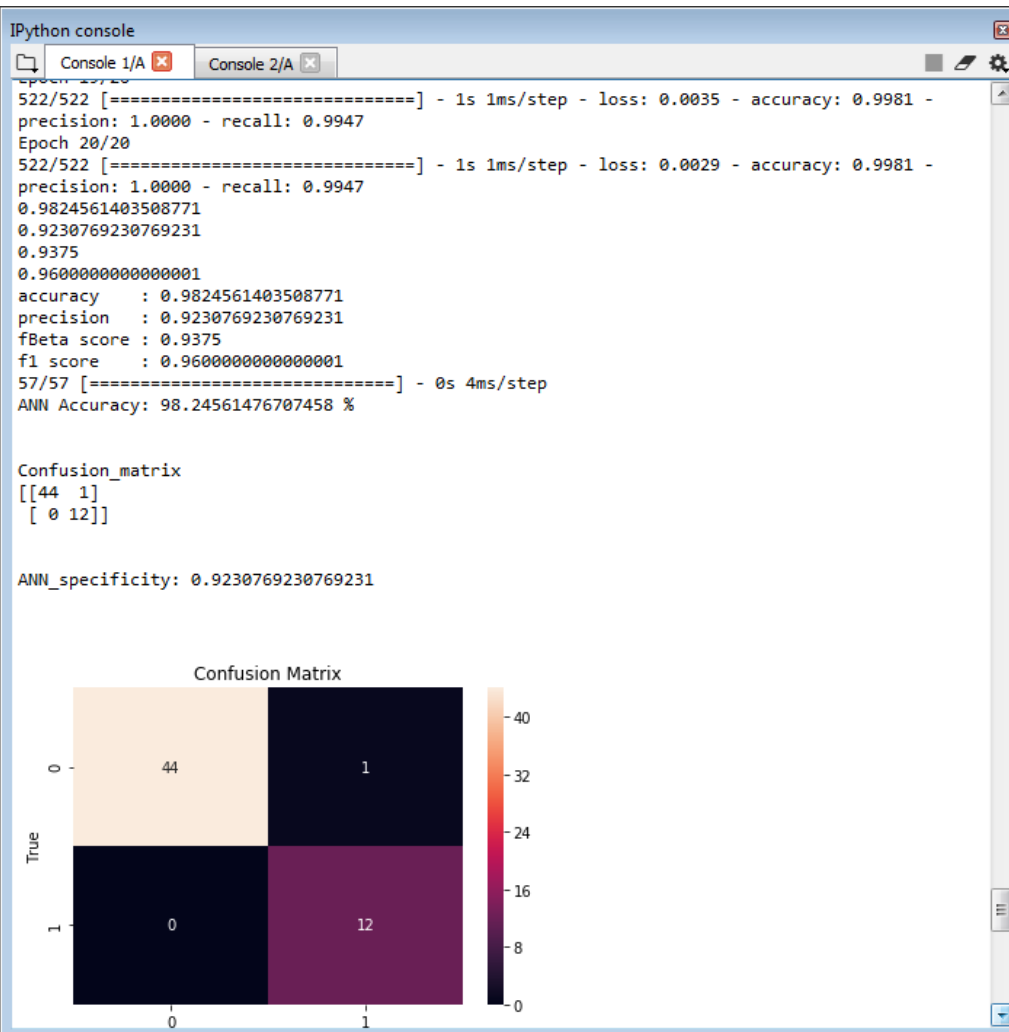 IPython console
Console 1/A Console 2/A
Epoch 19/20
522/522 [==============================] - 1s 1ms/step - loss: 0.0035 - accuracy: 0.9981 -
precision: 1.0000 - recall: 0.9947
Epoch 20/20
522/522 [==============================] - 1s 1ms/step - loss: 0.0029 - accuracy: 0.9981 -
precision: 1.0000 - recall: 0.9947
0.9824561403508771
0.9230769230769231
0.9375
0.9600000000000001
accuracy    : 0.9824561403508771
precision   : 0.9230769230769231
fBeta score : 0.9375
f1 score    : 0.9600000000000001
57/57 [==============================] - 0s 4ms/step
ANN Accuracy: 98.24561476707458 %
Confusion_matrix
[[44  1]
 [ 0 12]]
ANN_specificity: 0.9230769230769231
Confusion Matrix
40
0 44 1
32
24
True
16
1 0 12
8
0
0 1